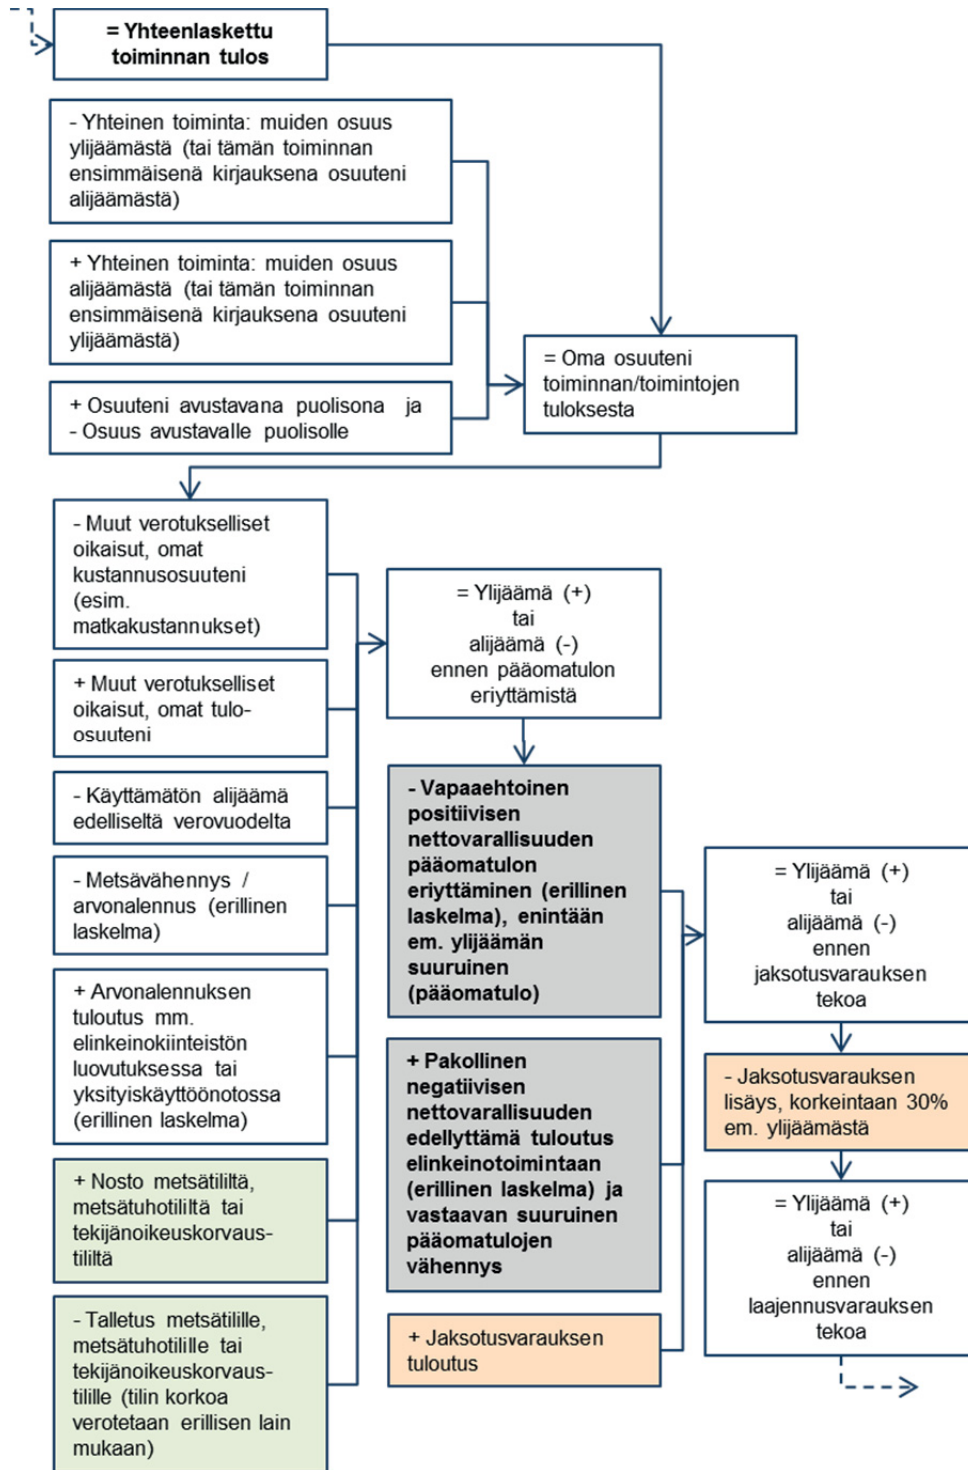 = Yhteenlaskettu
toiminnan tulos
- Yhteinen toiminta: muiden osuus
ylijäämästä (tai tämän toiminnan
ensimmäisenä kirjauksena osuuteni
alijäämästä)
+ Yhteinen toiminta: muiden osuus
alijäämästä (tai tämän toiminnan
ensimmäisenä kirjauksena osuuteni
ylijäämästä)
+ Osuuteni avustavana puolisona ja
- Osuus avustavalle puolisolle
= Oma osuuteni
toiminnan/toimintojen
tuloksesta
- Muut verotukselliset
oikaisut, omat
kustannusosuuteni
(esim.
matkakustannukset)
+ Muut verotukselliset
oikaisut, omat tulo-
osuuteni
- Käyttämätön alijäämä
edelliseltä verovuodelta
- Metsävähennys /
arvonalennus (erillinen
laskelma)
+ Arvonalennuksen
tuloutus mm.
elinkeinokiinteistön
luovutuksessa tai
yksityiskäyttöönotossa
(erillinen laskelma)
+ Nosto metsätililtä,
metsätuhotililtä tai
tekijänoikeuskorvaus-
tililtä
- Talletus metsätilille,
metsätuhotilille tai
tekijänoikeuskorvaus-
tilille (tilin korkoa
verotetaan erillisen lain
mukaan)
= Ylijäämä (+)
tai
alijäämä (-)
ennen pääomatulon
eriyttämistä
- Vapaaehtoinen
positiivisen
nettovarallisuuden
pääomatulon
eriyttäminen (erillinen
laskelma), enintään
em. ylijäämän
suuruinen
(pääomatulo)
+ Pakollinen
negatiivisen
nettovarallisuuden
edellyttämä tuloutus
elinkeinotoimintaan
(erillinen laskelma) ja
vastaavan suuruinen
pääomatulojen
vähennys
+ Jaksotusvarauksen
tuloutus
= Ylijäämä (+)
tai
alijäämä (-)
ennen
jaksotusvarauksen
tekoa
- Jaksotusvarauksen
lisäys, korkeintaan 30%
em. ylijäämästä
= Ylijäämä (+)
tai
alijäämä (-)
ennen
laajennusvarauksen
tekoa